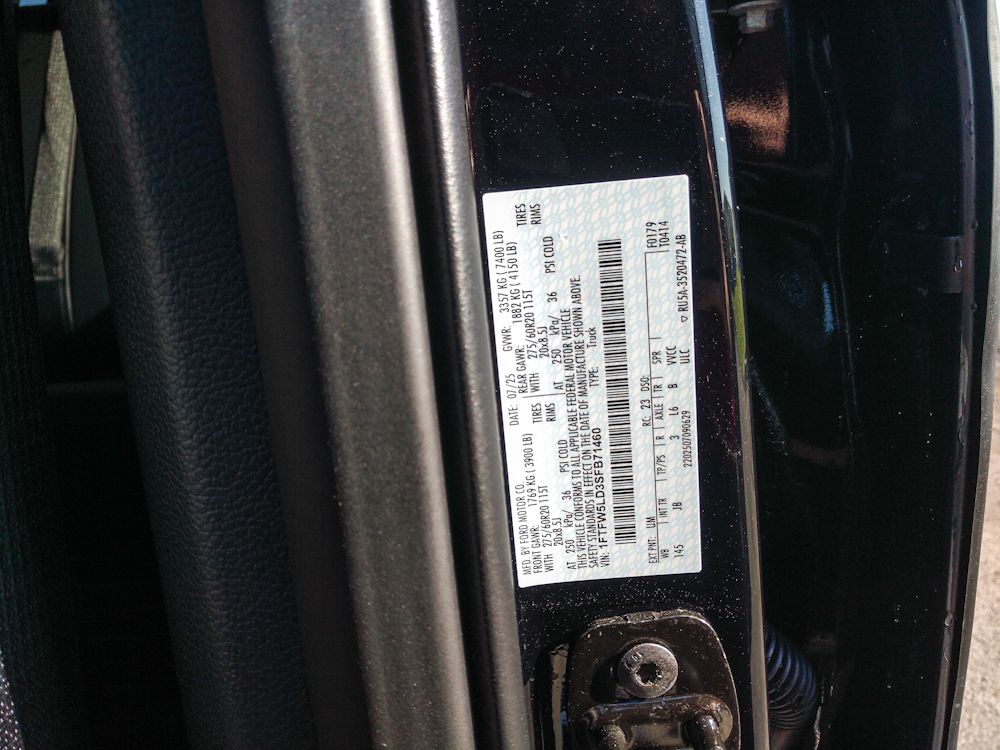 MFD. BY FORD MOTOR CO. DATE: 07/25 GVWR: 3357 KG (7400 LB)
FRONT GAWR: 1769 KG (3900 LB) REAR GAWR: 1882 KG (4150 LB)
WITH 275/60R20 115T TIRES WITH 275/60R20 115T TIRES
20x8.5J RIMS 20x8.5J RIMS
AT 250 kPa/ 36 PSI COLD AT 250 kPa/ 36 PSI COLD
THIS VEHICLE CONFORMS TO ALL APPLICABLE FEDERAL MOTOR VEHICLE
SAFETY STANDARDS IN EFFECT ON THE DATE OF MANUFACTURE SHOWN ABOVE.
VIN: 1FTFW5LD3SFB71460 TYPE: Truck
EXT PNT: UM RC: 23 DSO: F0179
WB INT TR TP/PS R AXLE TR SPR T0414
145 JB 3 L6 B VVCC
2202507090629 ULC ▽ RU5A-3520472-AB